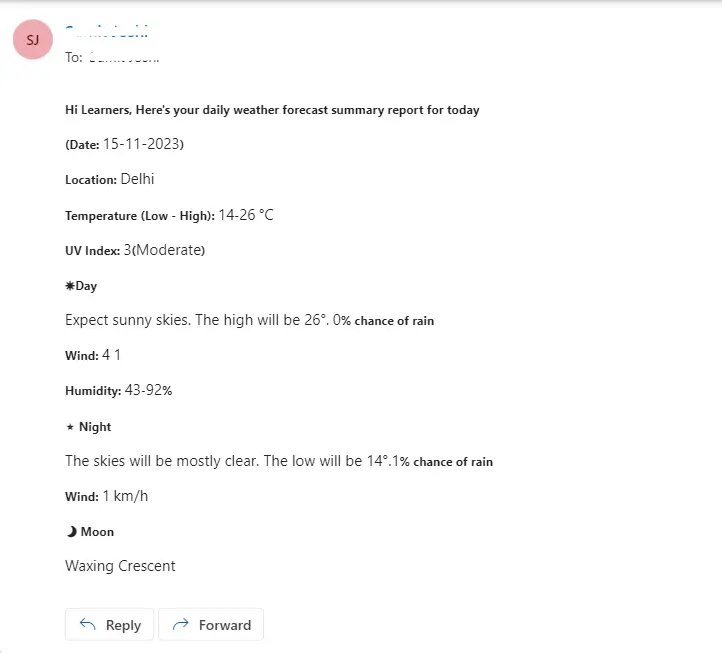 SJ
To:
Hi Learners, Here's your daily weather forecast summary report for today
(Date: 15-11-2023)
Location: Delhi
Temperature (Low - High): 14-26 °C
UV Index: 3(Moderate)
☀Day
Expect sunny skies. The high will be 26°. 0% chance of rain
Wind: 4 1
Humidity: 43-92%
★ Night
The skies will be mostly clear. The low will be 14°.1% chance of rain
Wind: 1 km/h
🌙 Moon
Waxing Crescent
Reply Forward